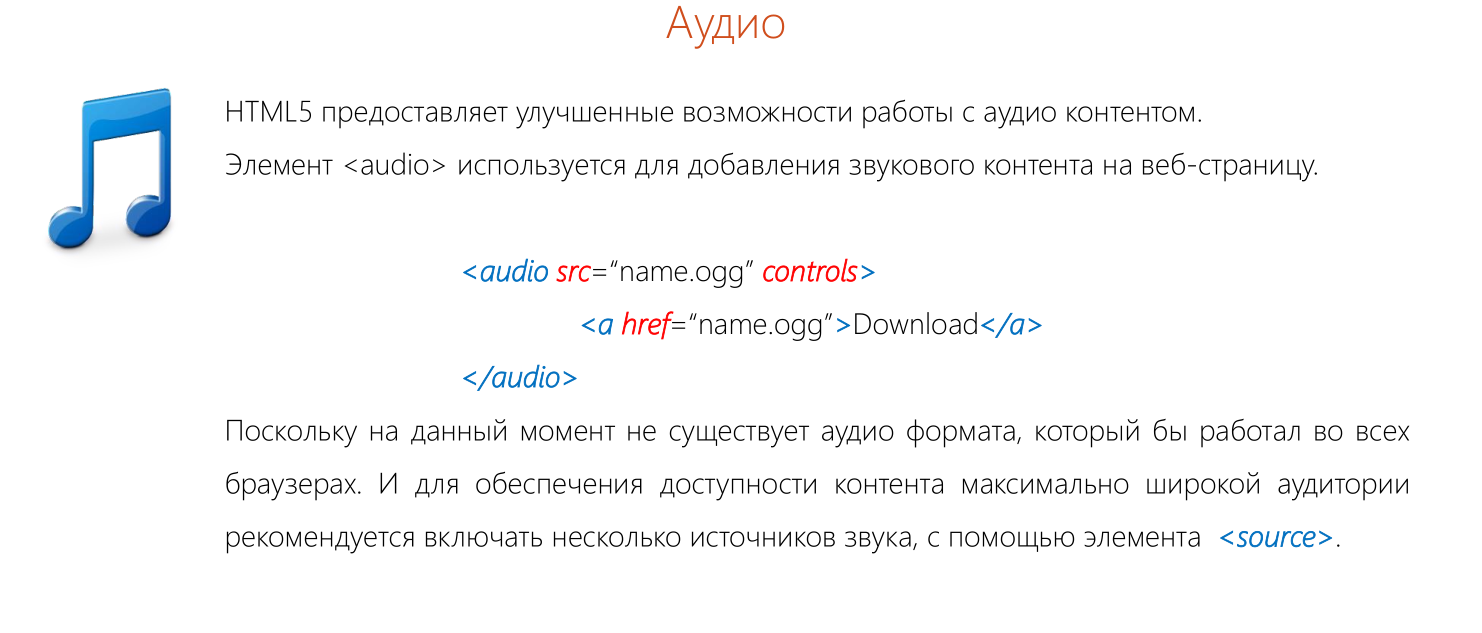 Аудио
HTML5 предоставляет улучшенные возможности работы с аудио контентом.
Элемент <audio> используется для добавления звукового контента на веб-страницу.
<audio src=“name.ogg” controls>
<a href=“name.ogg”>Download</a>
</audio>
Поскольку на данный момент не существует аудио формата, который бы работал во всех
браузерах. И для обеспечения доступности контента максимально широкой аудитории
рекомендуется включать несколько источников звука, с помощью элемента <source>.